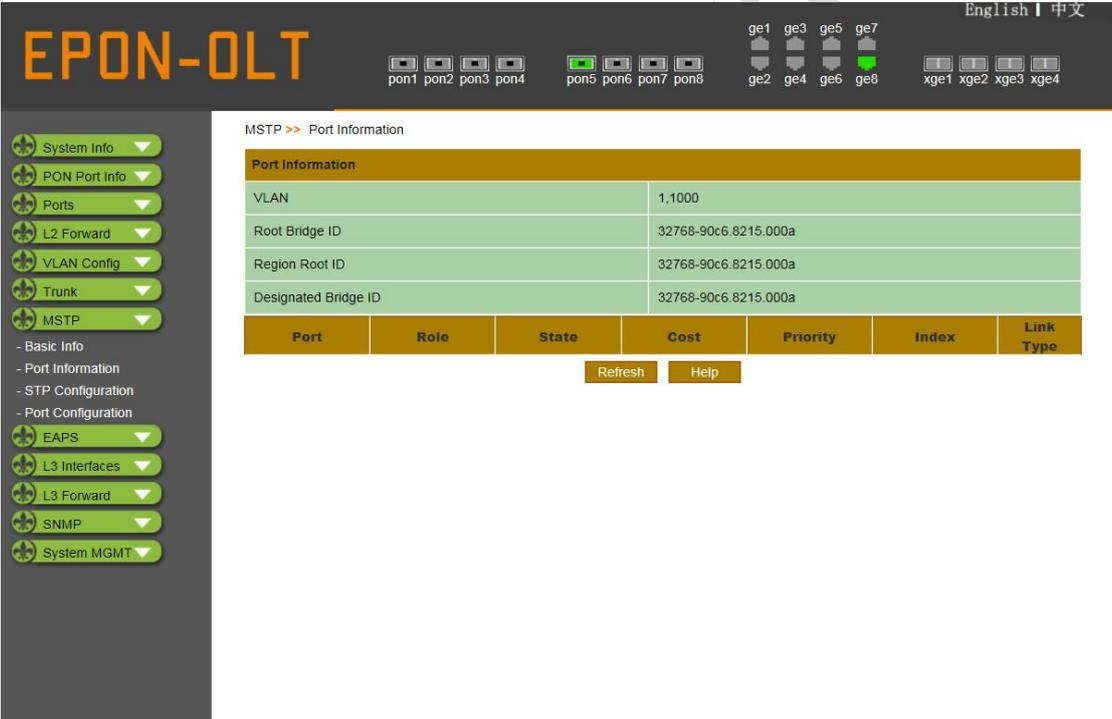 English | 中文
EPON-OLT
ge1 ge3 ge5 ge7
pon1 pon2 pon3 pon4 pon5 pon6 pon7 pon8 ge2 ge4 ge6 ge8 xge1 xge2 xge3 xge4
System Info
PON Port Info
Ports
L2 Forward
VLAN Config
Trunk
MSTP
- Basic Info
- Port Information
- STP Configuration
- Port Configuration
EAPS
L3 Interfaces
L3 Forward
SNMP
System MGMT
MSTP >> Port Information
Port Information
VLAN 1,1000
Root Bridge ID 32768-90c6.8215.000a
Region Root ID 32768-90c6.8215.000a
Designated Bridge ID 32768-90c6.8215.000a
Port Role State Cost Priority Index Link Type
Refresh Help